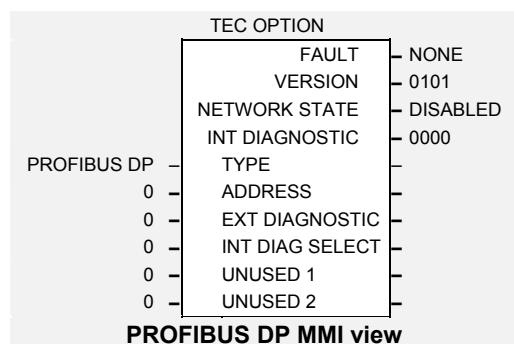 TEC OPTION
FAULT – NONE
VERSION – 0101
NETWORK STATE – DISABLED
INT DIAGNOSTIC – 0000
PROFIBUS DP – TYPE –
0 – ADDRESS –
0 – EXT DIAGNOSTIC –
0 – INT DIAG SELECT –
0 – UNUSED 1 –
0 – UNUSED 2 –
PROFIBUS DP MMI view